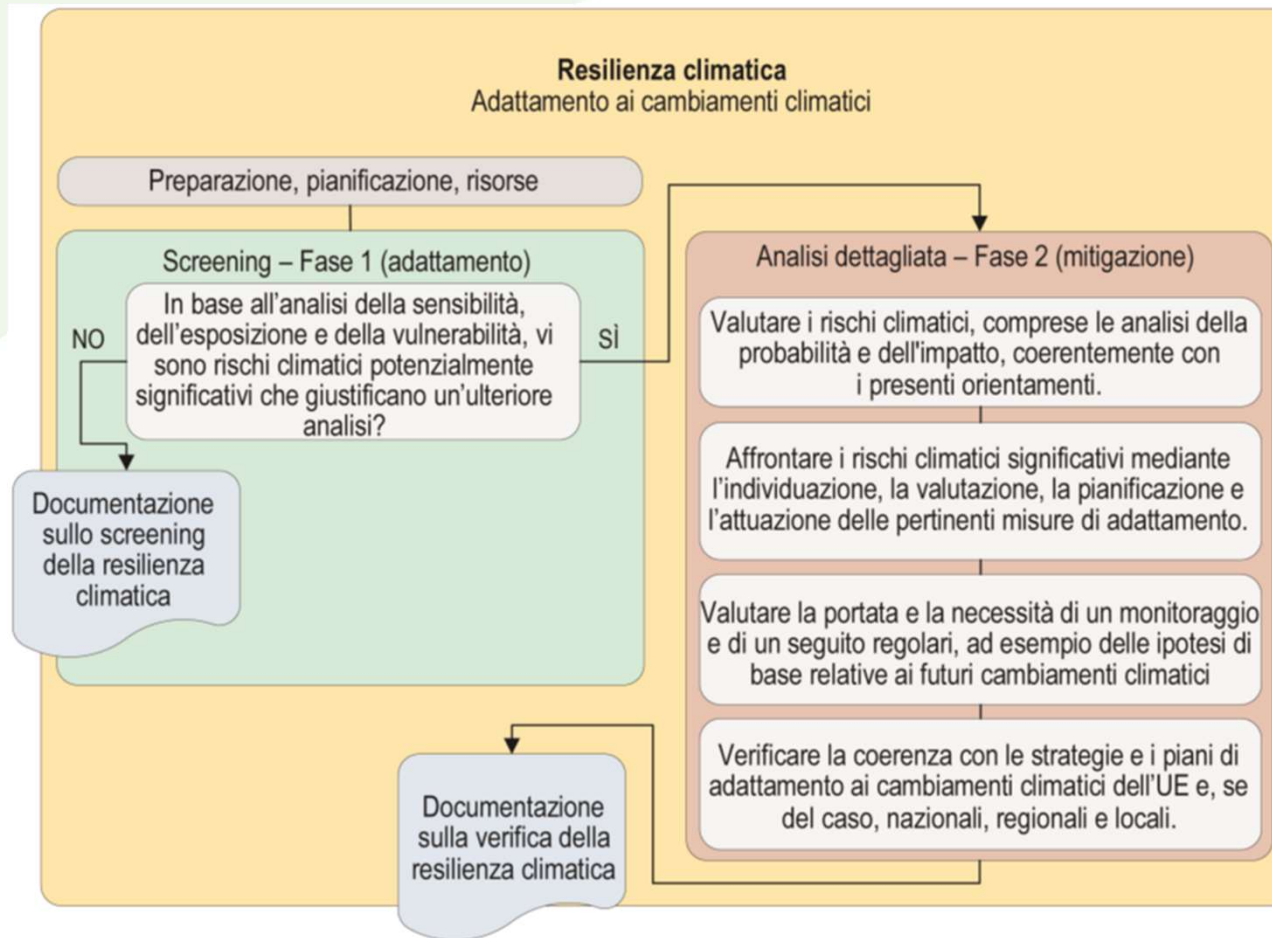 Resilienza climatica
Adattamento ai cambiamenti climatici
Preparazione, pianificazione, risorse
Screening – Fase 1 (adattamento)
In base all'analisi della sensibilità,
dell'esposizione e della vulnerabilità, vi
sono rischi climatici potenzialmente
significativi che giustificano un'ulteriore
analisi?
NO
SÌ
Documentazione
sullo screening
della resilienza
climatica
Analisi dettagliata – Fase 2 (mitigazione)
Valutare i rischi climatici, comprese le analisi della
probabilità e dell'impatto, coerentemente con
i presenti orientamenti.
Affrontare i rischi climatici significativi mediante
l'individuazione, la valutazione, la pianificazione e
l'attuazione delle pertinenti misure di adattamento.
Valutare la portata e la necessità di un monitoraggio
e di un seguito regolari, ad esempio delle ipotesi di
base relative ai futuri cambiamenti climatici
Verificare la coerenza con le strategie e i piani di
adattamento ai cambiamenti climatici dell'UE e, se
del caso, nazionali, regionali e locali.
Documentazione
sulla verifica della
resilienza climatica